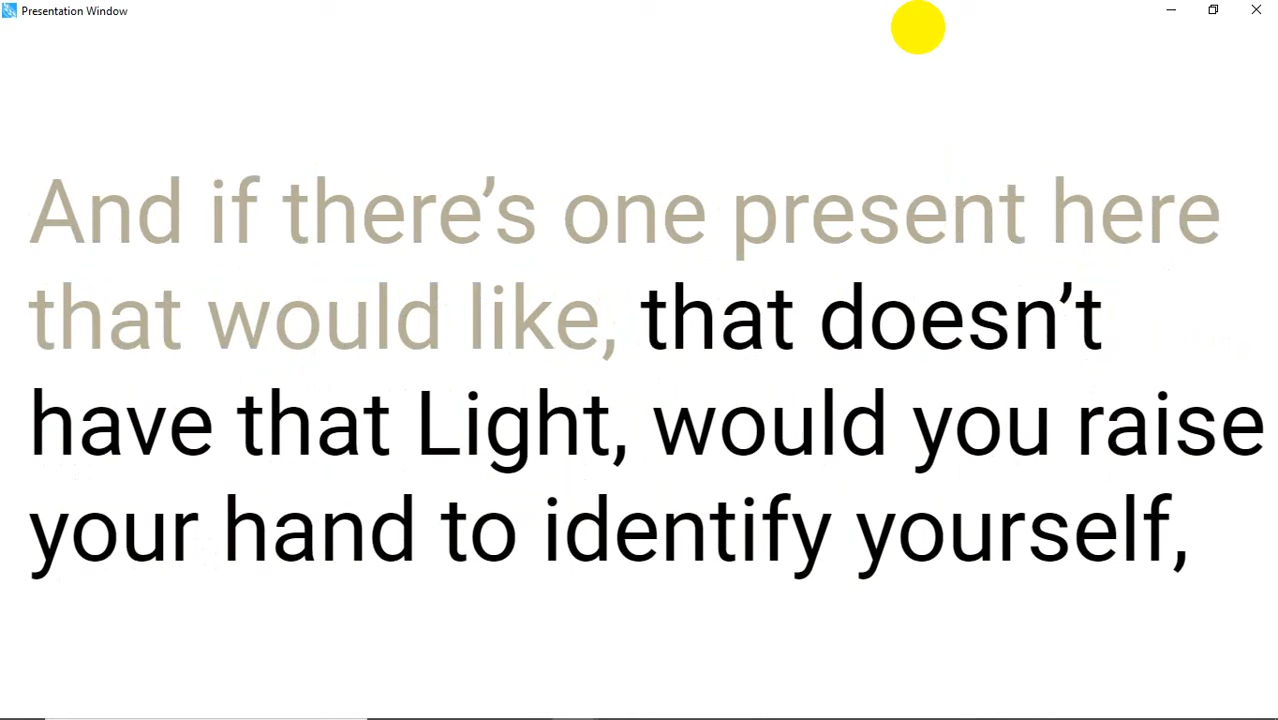 Presentation Window
And if there’s one present here
that would like, that doesn’t
have that Light, would you raise
your hand to identify yourself,